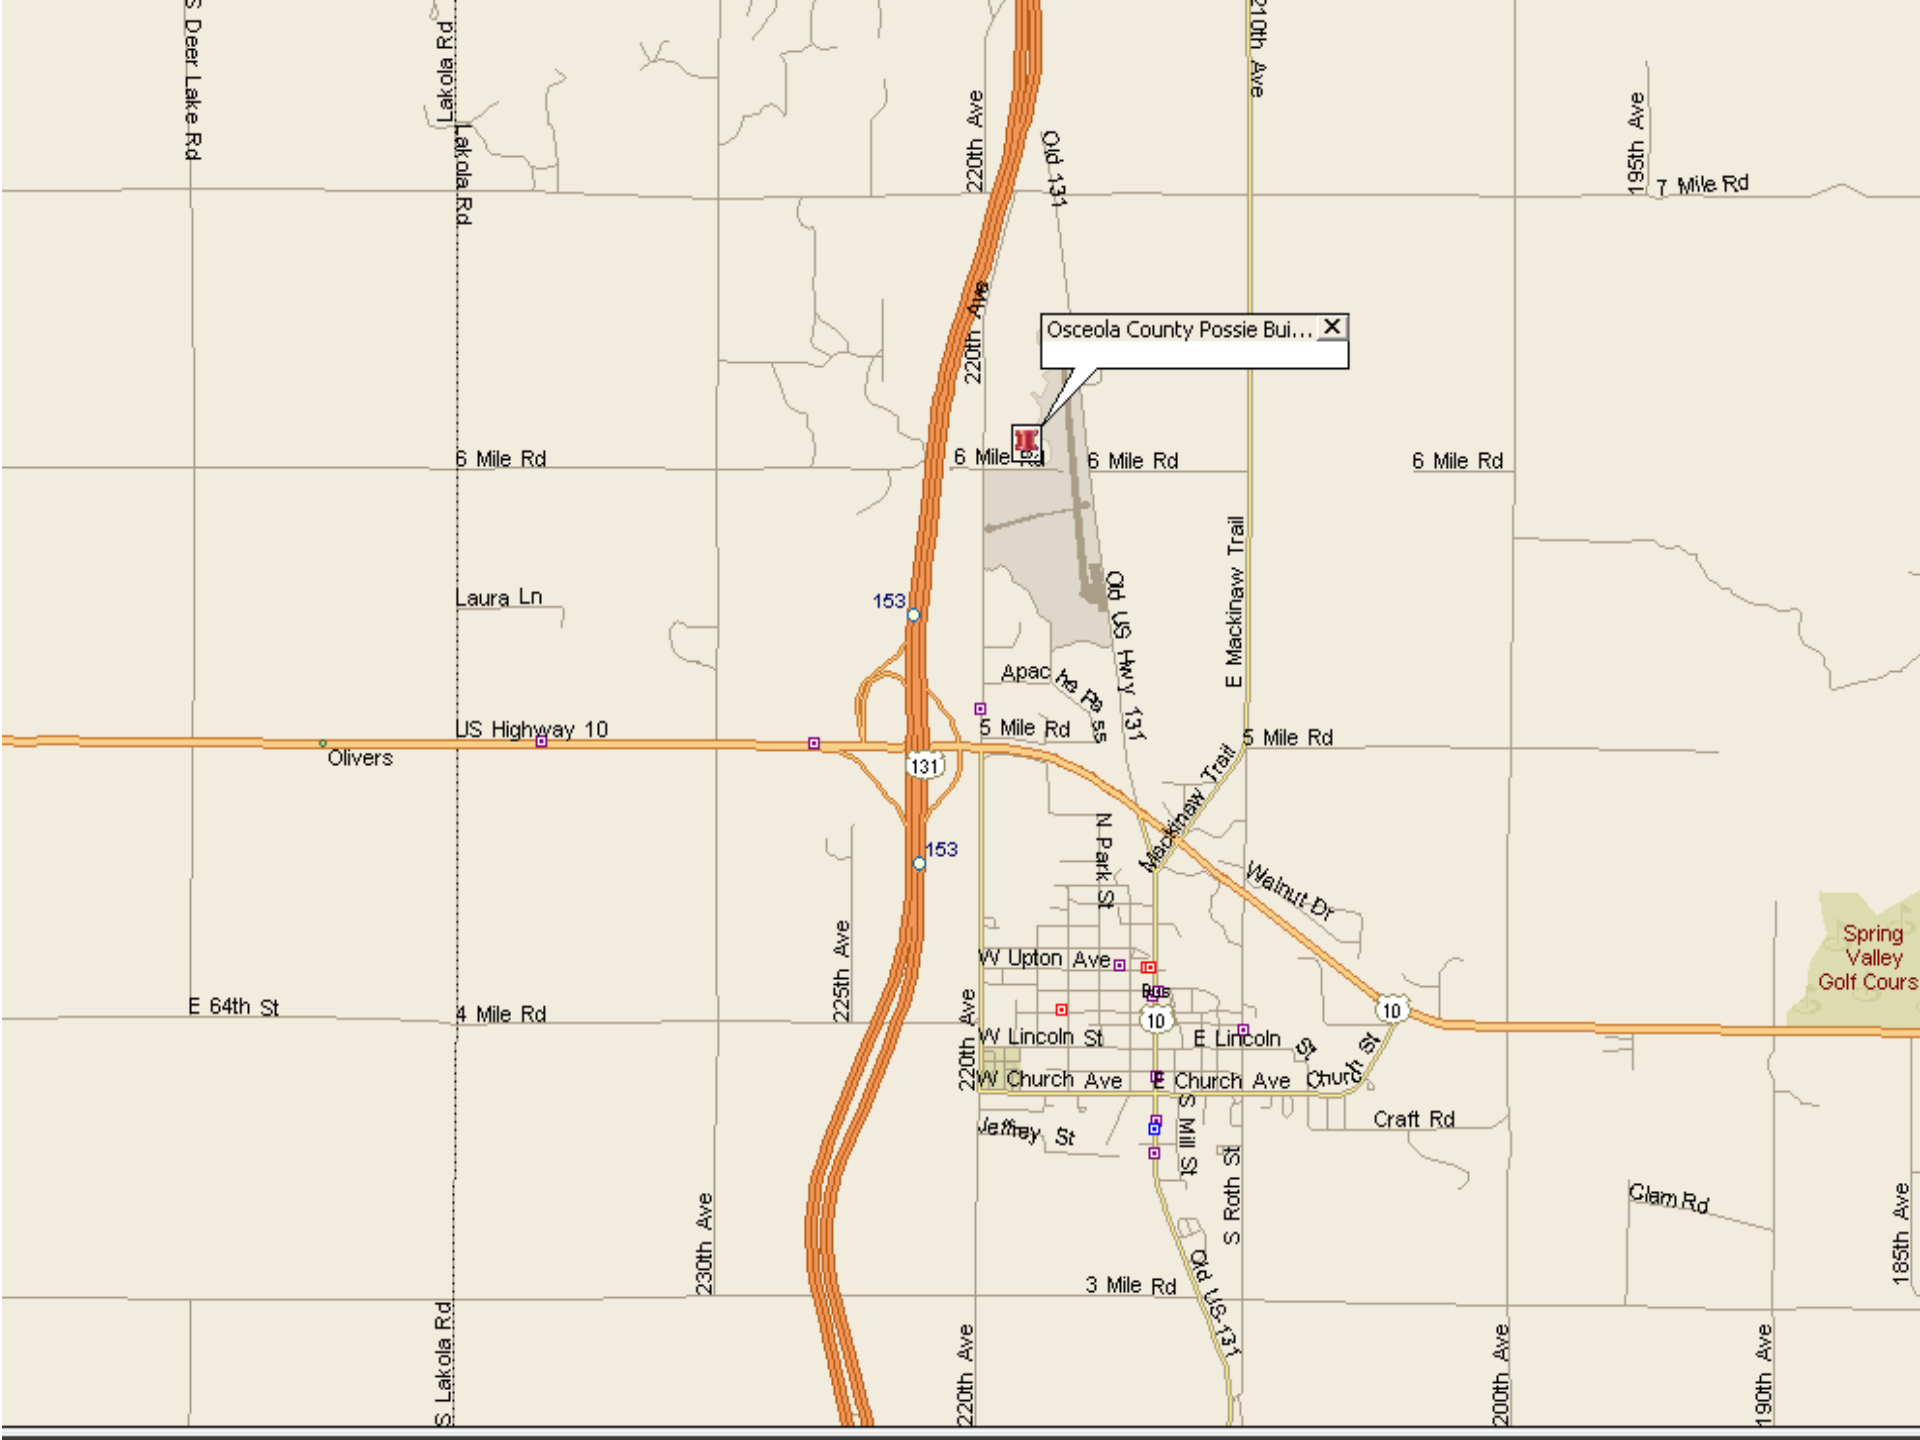 S Deer Lake Rd
Lakola Rd
Lakola Rd
220th Ave
Old 131
210th Ave
195th Ave
7 Mile Rd
220th Ave
Osceola County Possie Bui...
6 Mile Rd
6 Mile Rd
6 Mile Rd
6 Mile Rd
Laura Ln
153
Old US Hwy 131
E Mackinaw Trail
Apac he Pa ss
US Highway 10
5 Mile Rd
5 Mile Rd
Olivers
131
Mackinaw Trail
153
N Park St
Walnut Dr
225th Ave
W Upton Ave
Spring
Valley
Golf Cours
Bus
10
10
E 64th St
4 Mile Rd
220th Ave
W Lincoln St
E Lincoln St
W Church Ave
E Church Ave
Church St
Jeffrey St
S Mill St
Craft Rd
S Roth St
230th Ave
Clam Rd
185th Ave
3 Mile Rd
Old US-131
S Lakola Rd
220th Ave
200th Ave
190th Ave